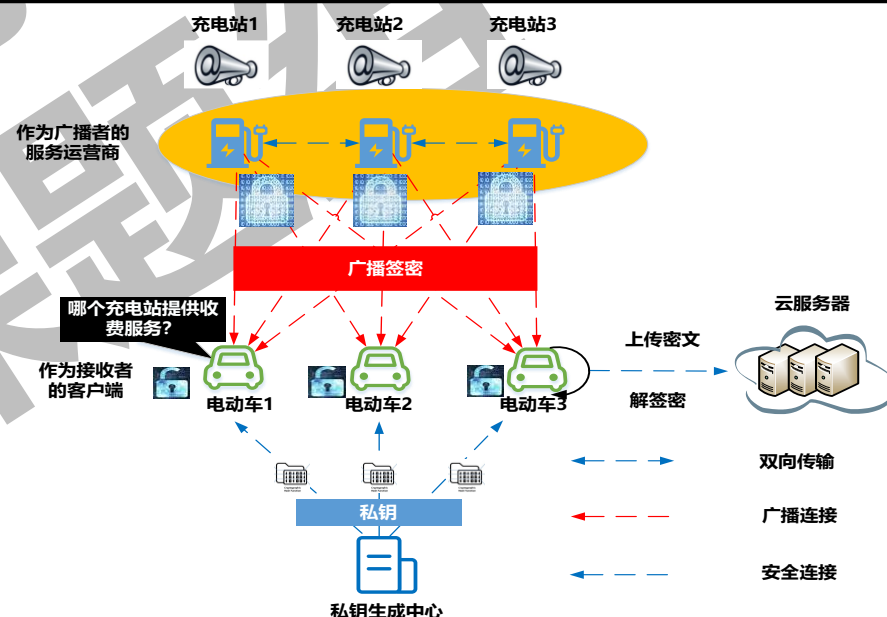 充电站1
充电站2
充电站3
作为广播者的
服务运营商
广播签密
哪个充电站提供收
费服务？
云服务器
上传密文
作为接收者
的客户端
解签密
电动车1
电动车2
电动车3
双向传输
私钥
广播连接
安全连接
私钥生成中心